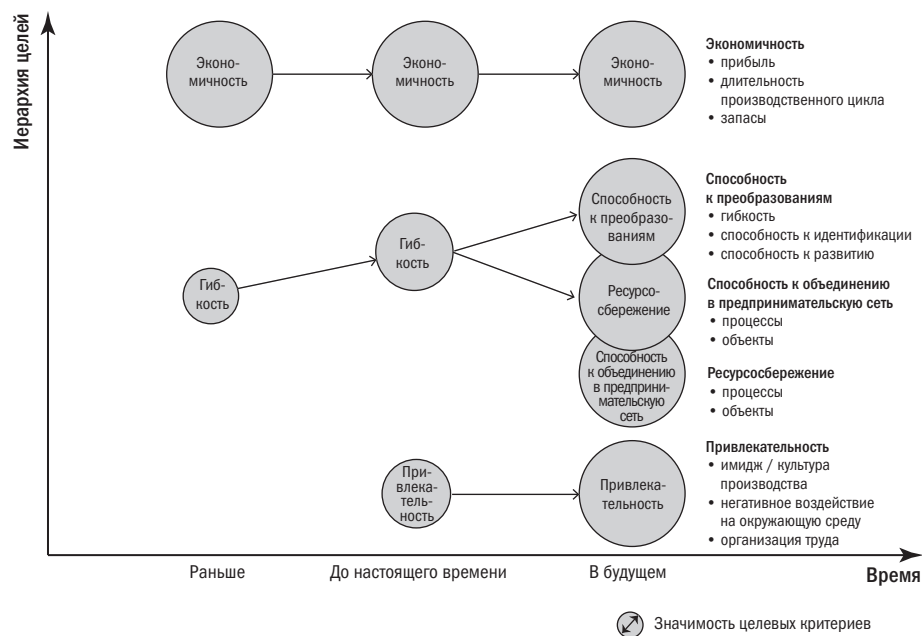 Иерархия целей
Эконо-
мичность
Эконо-
мичность
Эконо-
мичность
Экономичность
• прибыль
• длительность
производственного цикла
• запасы
Гиб-
кость
Гиб-
кость
Способность
к преобразо-
ваниям
Ресурсо-
сбережение
Способность
к объединению
в предприни-
мательскую
сеть
Способность
к преобразованиям
• гибкость
• способность к идентификации
• способность к развитию
Способность к объединению
в предпринимательскую сеть
• процессы
• объекты
Ресурсосбережение
• процессы
• объекты
При-
влека-
тель-
ность
Привлека-
тельность
Привлекательность
• имидж / культура
производства
• негативное воздействие
на окружающую среду
• организация труда
Раньше
До настоящего времени
В будущем
Время
Значимость целевых критериев